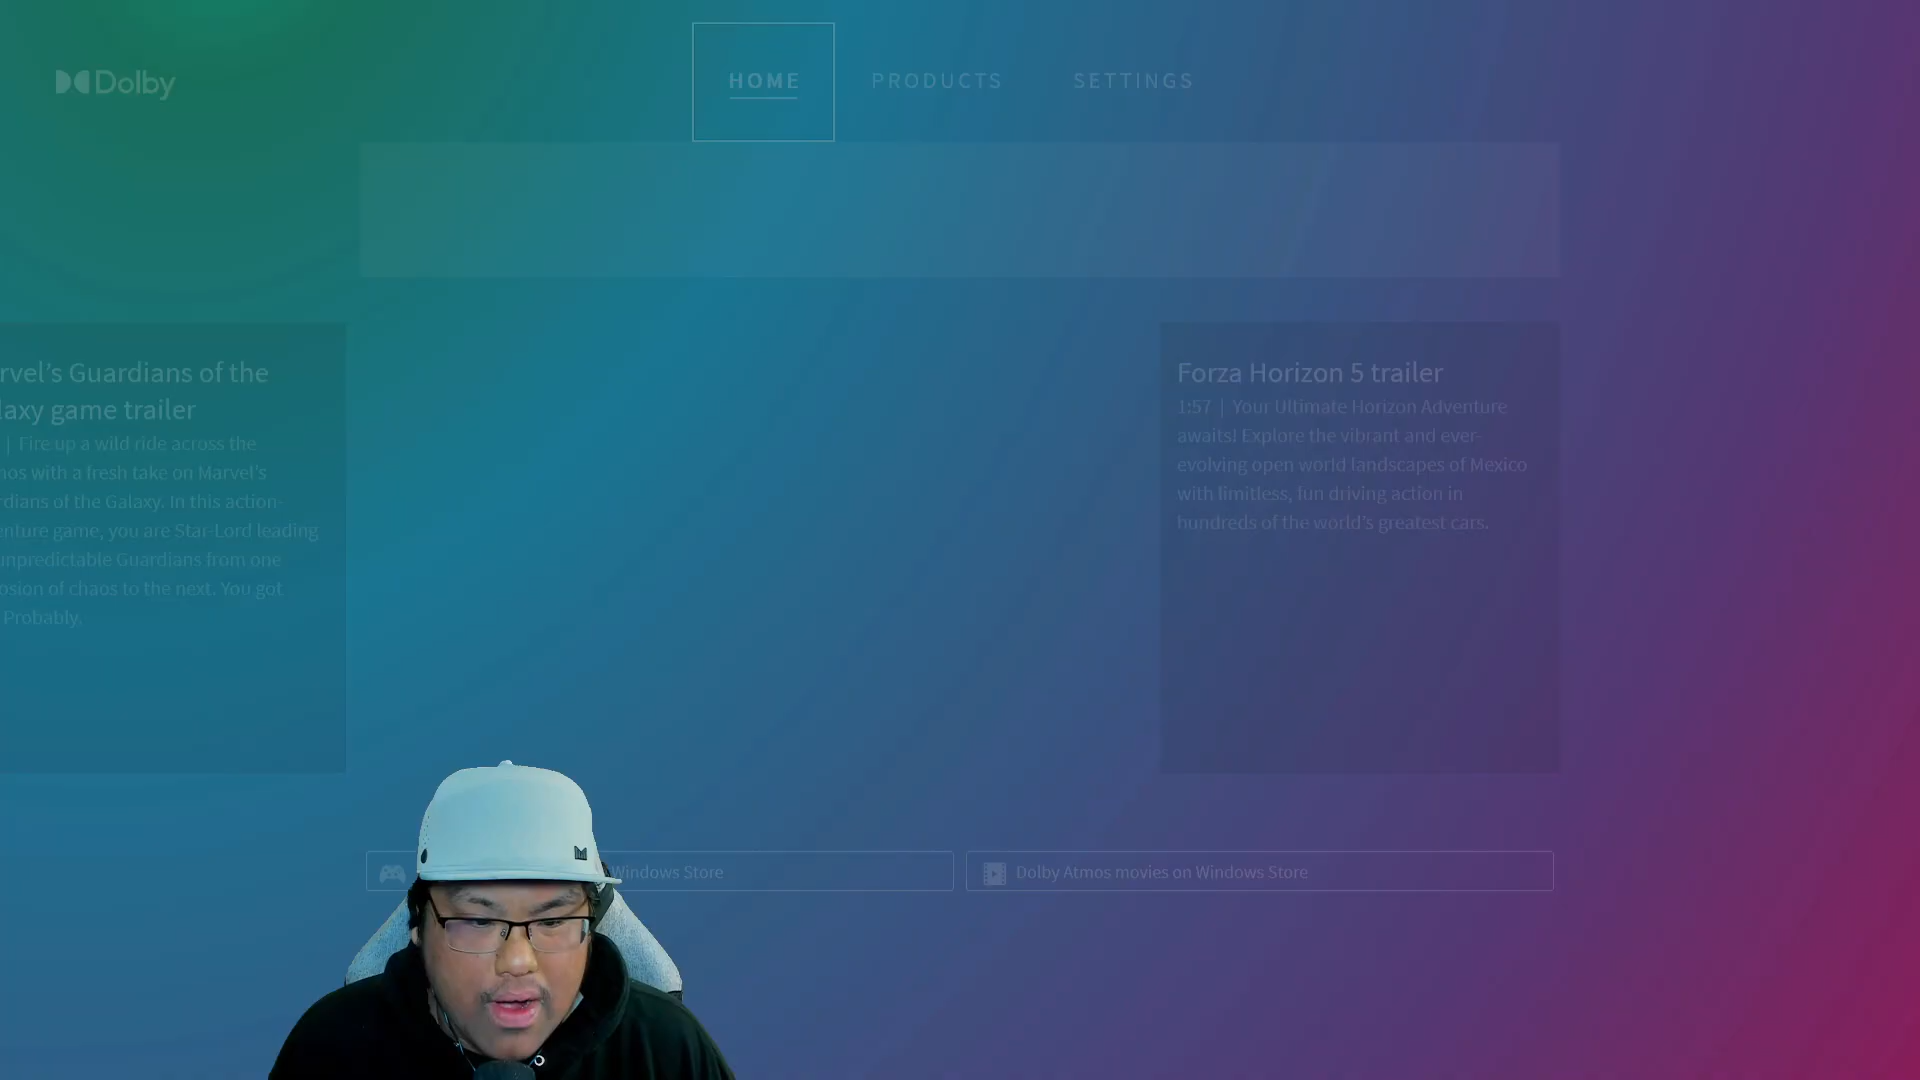 Dolby
HOME
PRODUCTS
SETTINGS
rvel’s Guardians of the
laxy game trailer
| Fire up a wild ride across the
mos with a fresh take on Marvel’s
rdians of the Galaxy. In this action-
enture game, you are Star-Lord leading
unpredictable Guardians from one
osion of chaos to the next. You got
Probably.
Forza Horizon 5 trailer
1:57 | Your Ultimate Horizon Adventure
awaits! Explore the vibrant and ever-
evolving open world landscapes of Mexico
with limitless, fun driving action in
hundreds of the world’s greatest cars.
Windows Store
Dolby Atmos movies on Windows Store